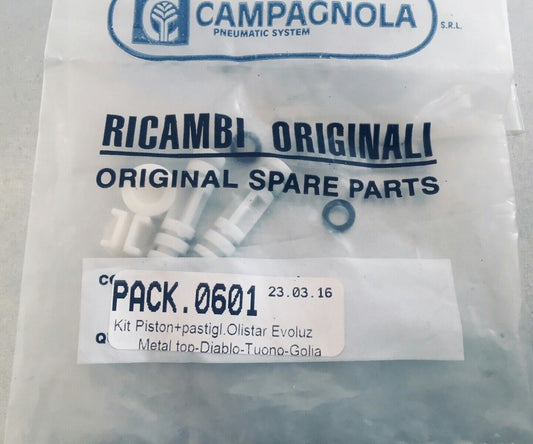 CAMPAGNOLA
PNEUMATIC SYSTEM
S.R.L.
RICAMBI ORIGINALI
ORIGINAL SPARE PARTS
PACK.0601 23.03.16
Kit Piston+pastigl.Olistar Evoluz
Metal top-Diablo-Tuono-Golia